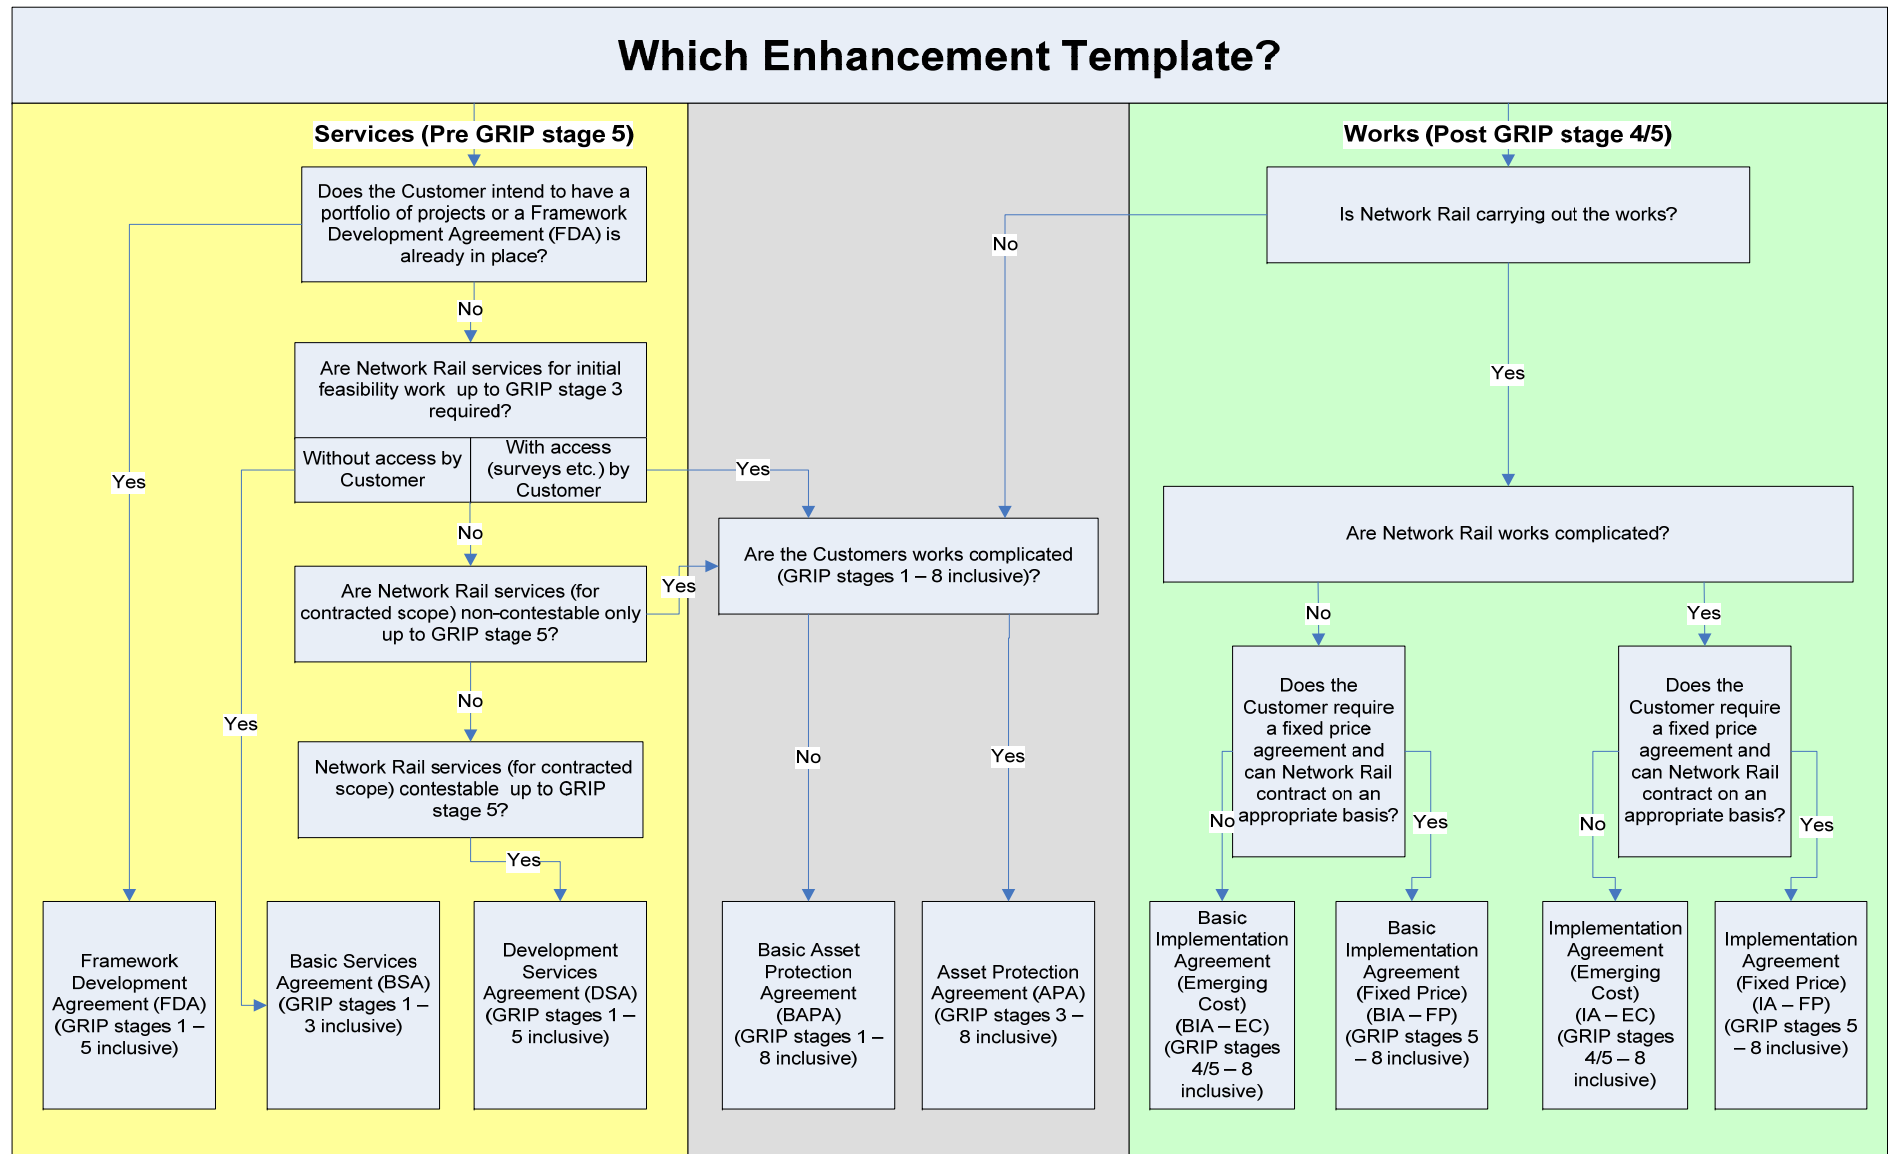 Which Enhancement Template?
Services (Pre GRIP stage 5)
Does the Customer intend to have a
portfolio of projects or a Framework
Development Agreement (FDA) is
already in place?
No
Are Network Rail services for initial
feasibility work up to GRIP stage 3
required?
Without access by
Customer
With access
(surveys etc.) by
Customer
Yes
Yes
No
Are Network Rail services (for
contracted scope) non-contestable only
up to GRIP stage 5?
Yes
No
Yes
Network Rail services (for contracted
scope) contestable up to GRIP
stage 5?
Yes
Framework
Development
Agreement (FDA)
(GRIP stages 1 –
5 inclusive)
Basic Services
Agreement (BSA)
(GRIP stages 1 –
3 inclusive)
Development
Services
Agreement (DSA)
(GRIP stages 1 –
5 inclusive)
No
Are the Customers works complicated
(GRIP stages 1 – 8 inclusive)?
No
Yes
Basic Asset
Protection
Agreement
(BAPA)
(GRIP stages 1 –
8 inclusive)
Asset Protection
Agreement (APA)
(GRIP stages 3 –
8 inclusive)
Works (Post GRIP stage 4/5)
Is Network Rail carrying out the works?
Yes
Are Network Rail works complicated?
No
Yes
Does the
Customer require
a fixed price
agreement and
can Network Rail
contract on an
appropriate basis?
No
Yes
Does the
Customer require
a fixed price
agreement and
can Network Rail
contract on an
appropriate basis?
No
Yes
Basic
Implementation
Agreement
(Emerging
Cost)
(BIA – EC)
(GRIP stages
4/5 – 8
inclusive)
Basic
Implementation
Agreement
(Fixed Price)
(BIA – FP)
(GRIP stages 5
– 8 inclusive)
Implementation
Agreement
(Emerging
Cost)
(IA – EC)
(GRIP stages
4/5 – 8
inclusive)
Implementation
Agreement
(Fixed Price)
(IA – FP)
(GRIP stages 5
– 8 inclusive)